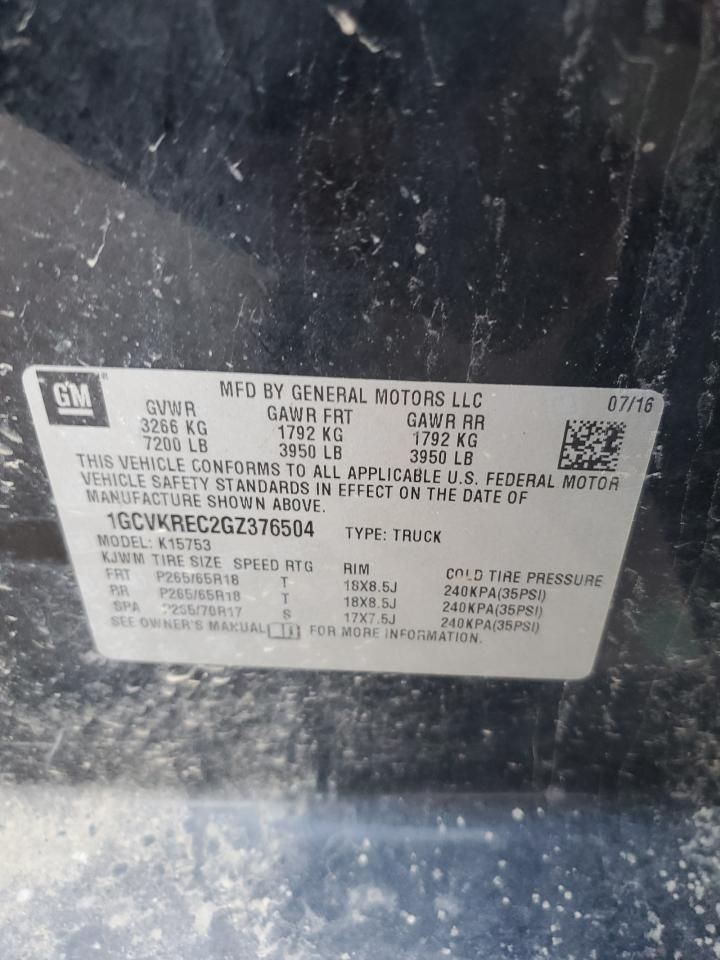 GM
MFD BY GENERAL MOTORS LLC
07/16
GVWR GAWR FRT GAWR RR
3266 KG 1792 KG 1792 KG
7200 LB 3950 LB 3950 LB
THIS VEHICLE CONFORMS TO ALL APPLICABLE U.S. FEDERAL MOTOR
VEHICLE SAFETY STANDARDS IN EFFECT ON THE DATE OF
MANUFACTURE SHOWN ABOVE.
1GCVKREC2GZ376504 TYPE: TRUCK
MODEL: K15753
KJWM TIRE SIZE SPEED RTG RIM COLD TIRE PRESSURE
FRT P265/65R18 T 18X8.5J 240KPA(35PSI)
RR P265/65R18 T 18X8.5J 240KPA(35PSI)
SPA P255/70R17 S 17X7.5J 240KPA(35PSI)
SEE OWNER'S MANUAL FOR MORE INFORMATION.